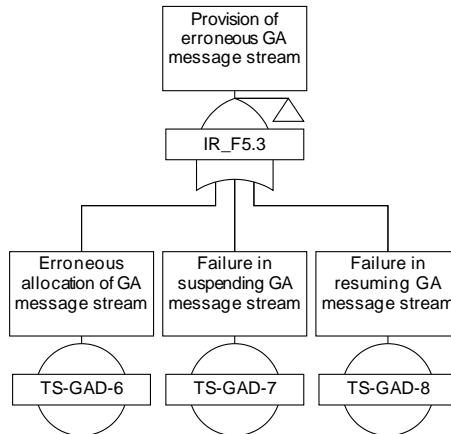 Provision of
erroneous GA
message stream
IR_F5.3
Erroneous
allocation of GA
message stream
Failure in
suspending GA
message stream
Failure in
resuming GA
message stream
TS-GAD-6
TS-GAD-7
TS-GAD-8